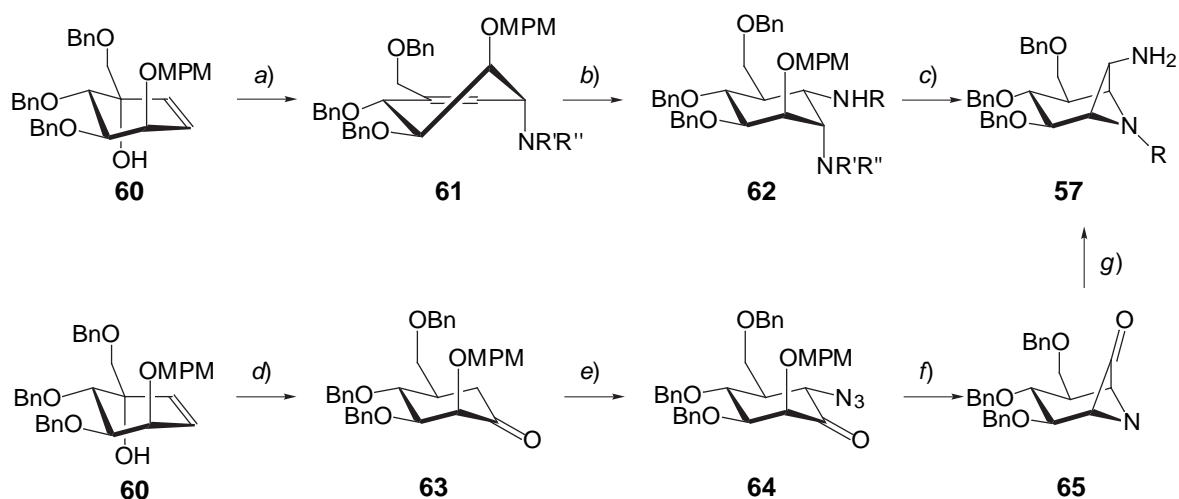 BnO
OMPM
BnO
BnO
OH
60
a)
OMPM
OBn
BnO
BnO
NR'R''
61
b)
OBn
OMPM
BnO
BnO
NHR
NR'R"
62
c)
BnO
NH2
BnO
BnO
N
R
57
g)
BnO
OMPM
BnO
BnO
OH
60
d)
OBn
OMPM
BnO
BnO
O
63
e)
OBn
OMPM
BnO
BnO
N3
O
64
f)
O
BnO
BnO
BnO
N
65